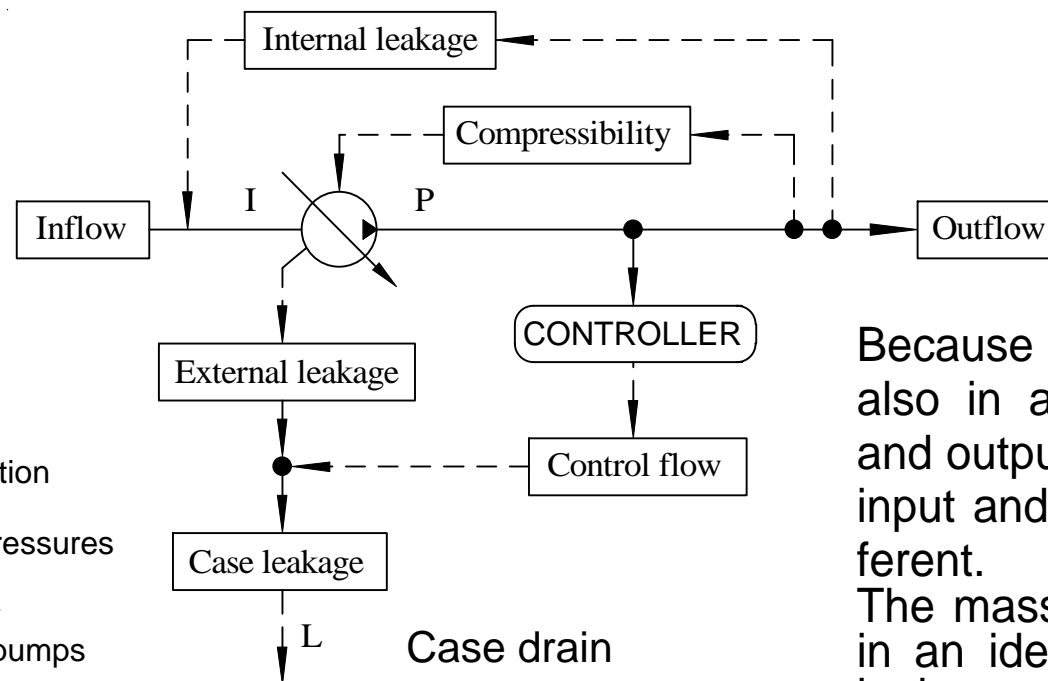 Internal leakage
Compressibility
I
P
Inflow
Outflow
CONTROLLER
External leakage
Control flow
Case leakage
L
Case drain
ressures
pumps
Because
also in a
and outpu
input and
ferent.
The mass
in an ide